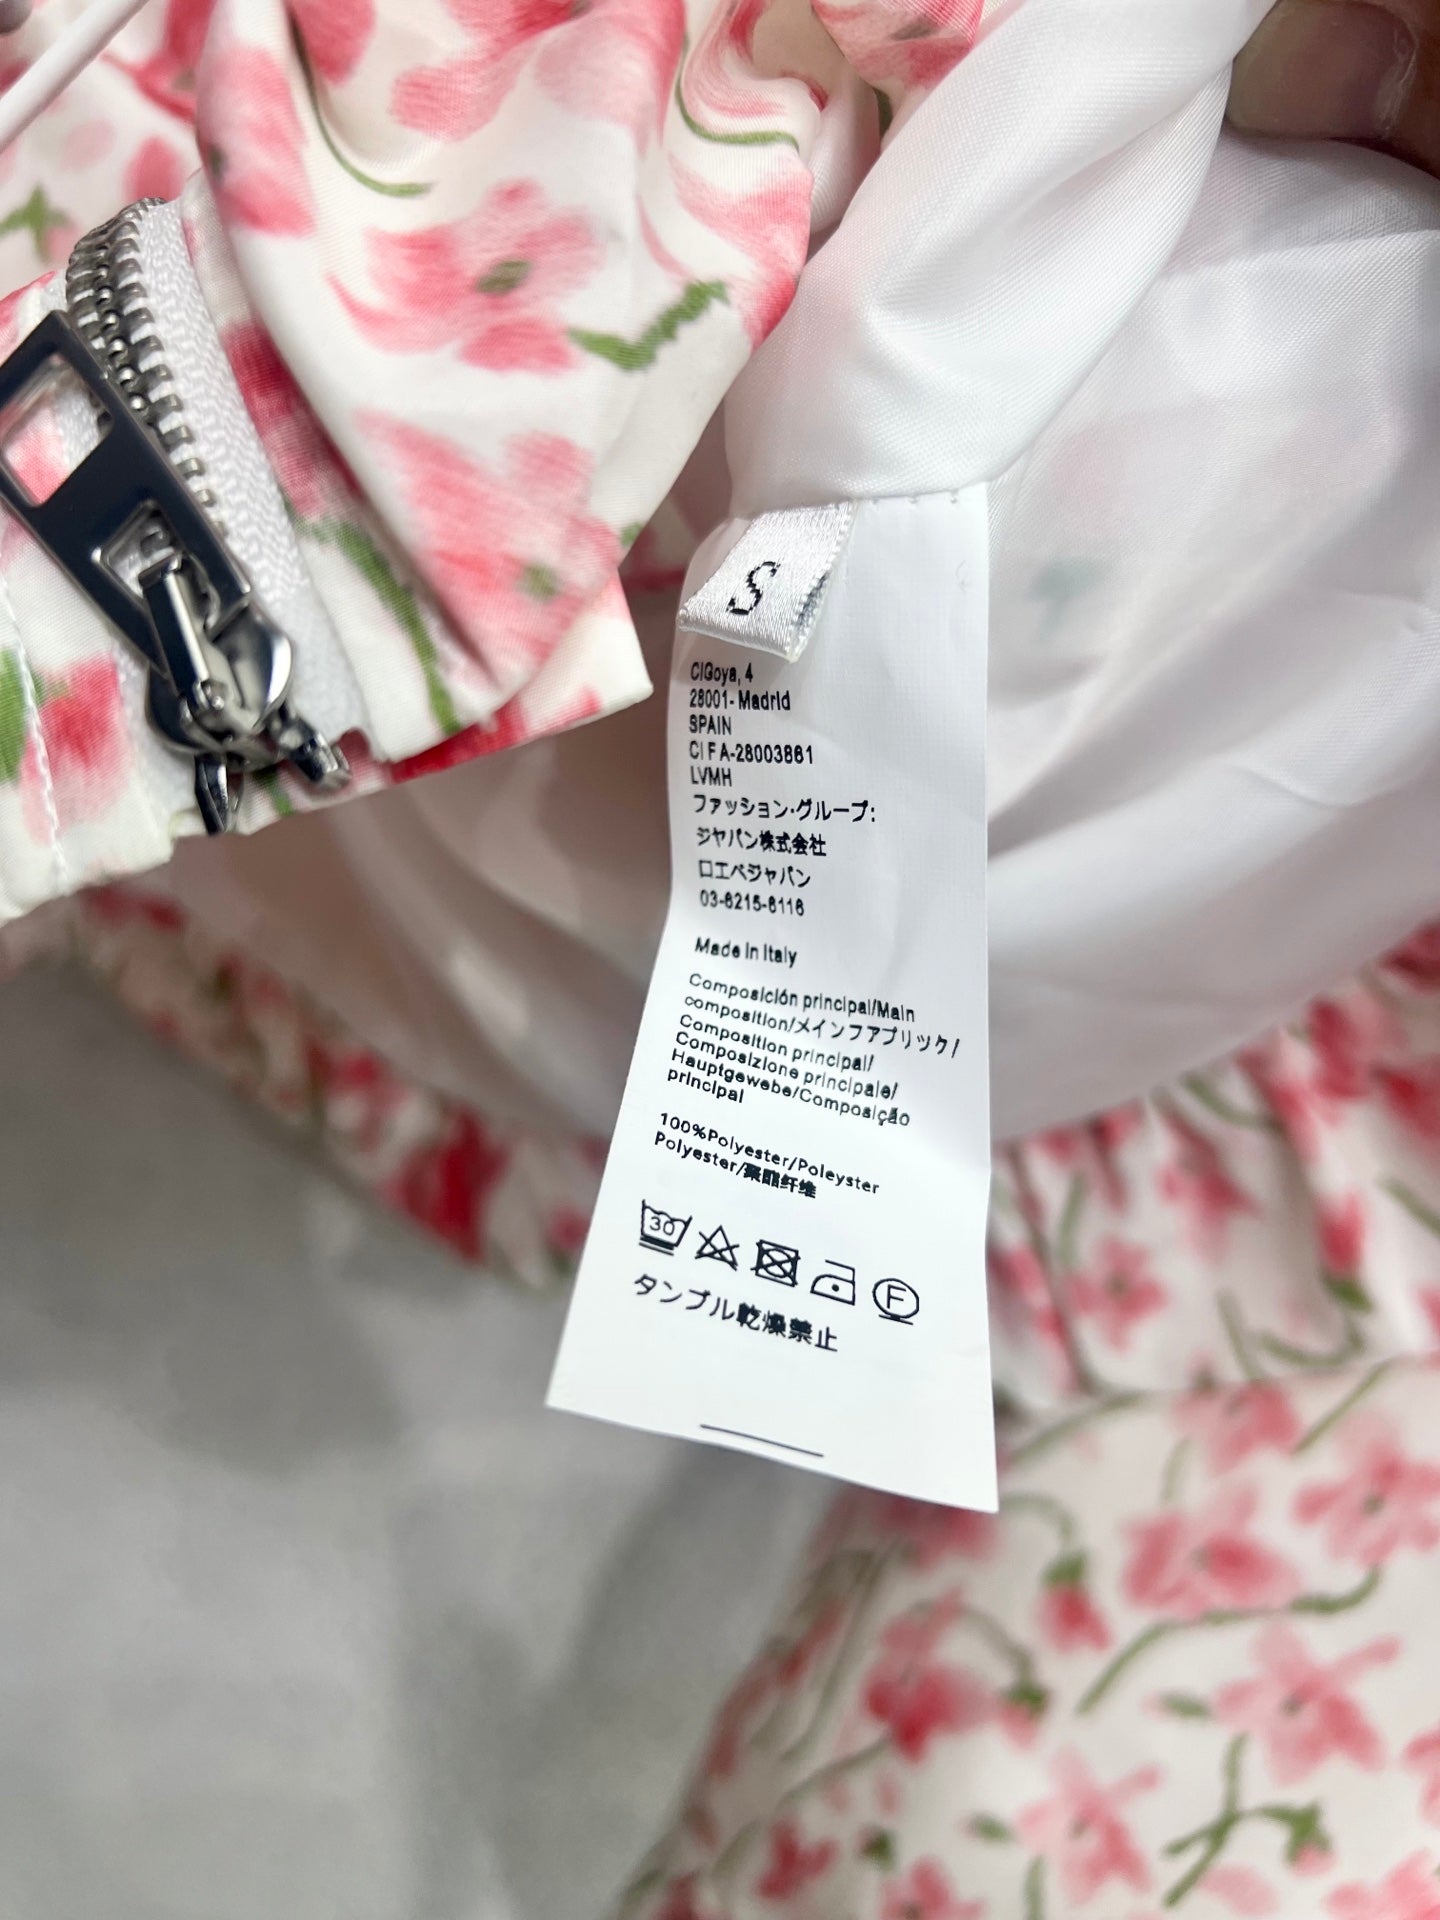 S
C/Goya, 4
28001- Madrid
SPAIN
CI F A-28003861
LVMH
ファッション·グループ:
ジヤパン株式会社
口エベジャパン
03-6215-6116
Made in Italy
Composición principal/Main
composition/メインファブリック/
Composition principal/
Composizione principale/
Hauptgewebe/Composição
principal
100%Polyester/Poleyster
Polyester/聚酯纤维
30
F
タンブル乾燥禁止